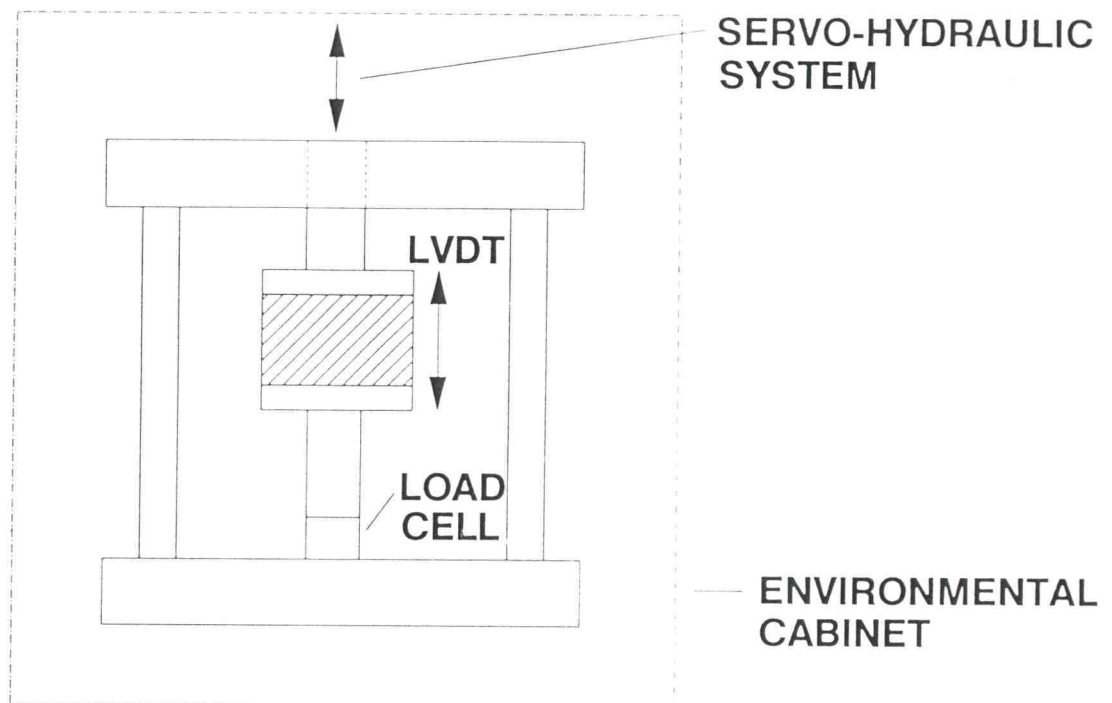 SERVO-HYDRAULIC
SYSTEM
LVDT
LOAD
CELL
ENVIRONMENTAL
CABINET